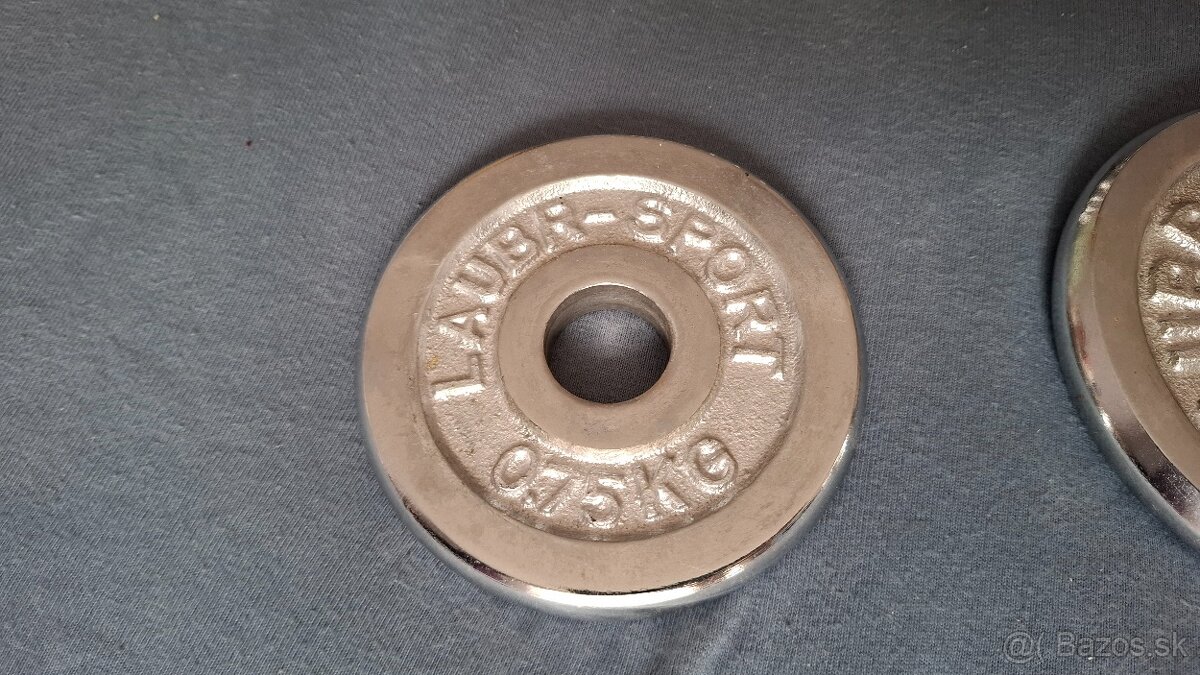 LAUBR-SPORT
0.75KG
@( Bazos.sk